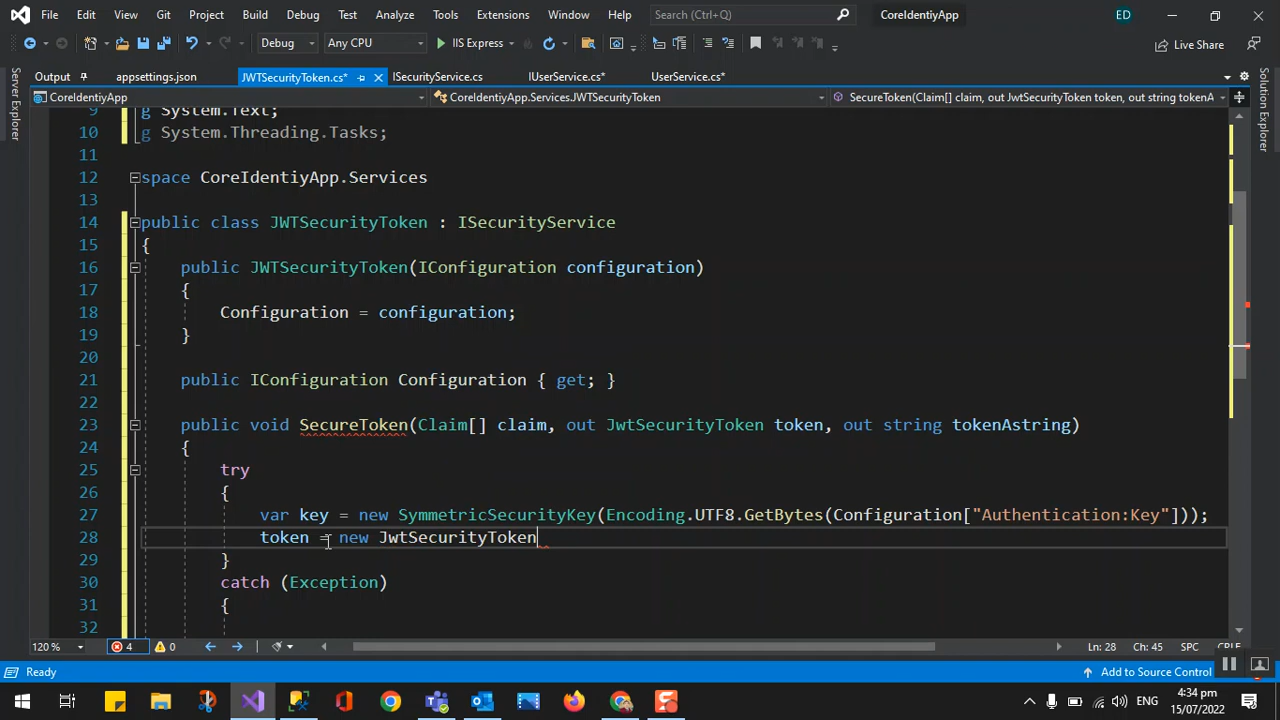 File Edit View Git Project Build Debug Test Analyze Tools Extensions Window Help Search (Ctrl+Q) CoreIdentiyApp ED
Debug Any CPU IIS Express Live Share
Server Explorer
Solution Explorer
Output appsettings.json JWTSecurityToken.cs* ISecurityService.cs IUserService.cs* UserService.cs*
CoreIdentiyApp CoreIdentiyApp.Services.JWTSecurityToken SecureToken(Claim[] claim, out JwtSecurityToken token, out string tokenA
9 g System.Text;
10 g System.Threading.Tasks;
11
12 space CoreIdentiyApp.Services
13
14 public class JWTSecurityToken : ISecurityService
15 {
16 public JWTSecurityToken(IConfiguration configuration)
17 {
18 Configuration = configuration;
19 }
20
21 public IConfiguration Configuration { get; }
22
23 public void SecureToken(Claim[] claim, out JwtSecurityToken token, out string tokenAstring)
24 {
25 try
26 {
27 var key = new SymmetricSecurityKey(Encoding.UTF8.GetBytes(Configuration["Authentication:Key"]));
28 token = new JwtSecurityToken
29 }
30 catch (Exception)
31 {
32
120 % 4 0 Ln: 28 Ch: 45 SPC CRLF
Ready Add to Source Control
ENG 4:34 pm
15/07/2022